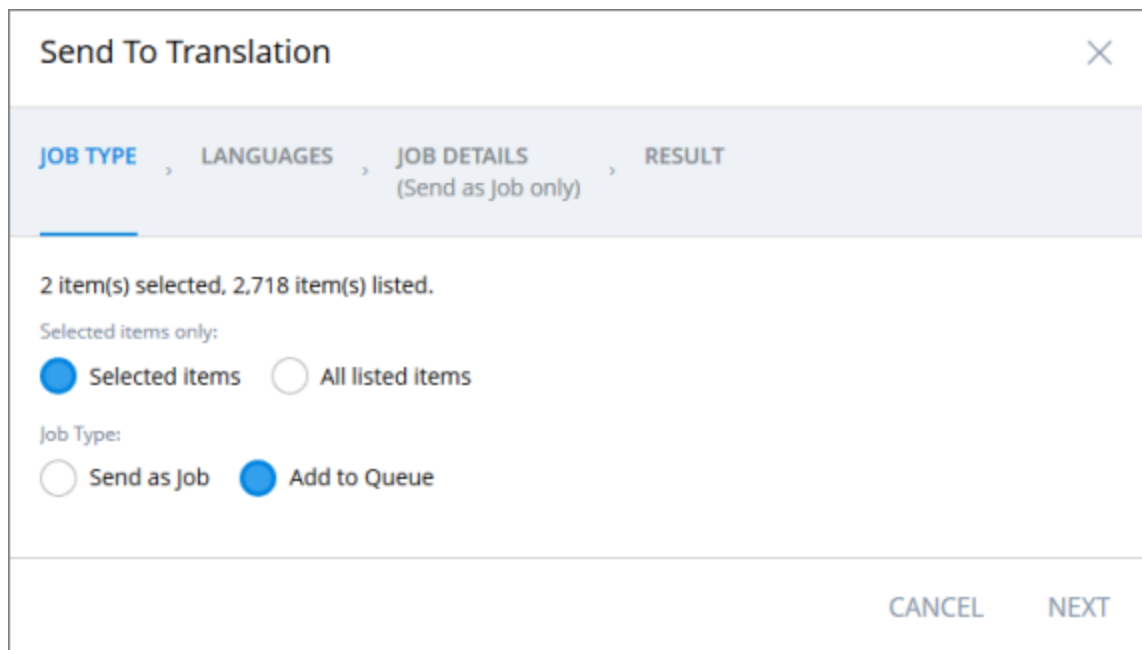 Send To Translation
JOB TYPE › LANGUAGES › JOB DETAILS › RESULT
(Send as Job only)
2 item(s) selected, 2,718 item(s) listed.
Selected items only:
Selected items All listed items
Job Type:
Send as Job Add to Queue
CANCEL NEXT